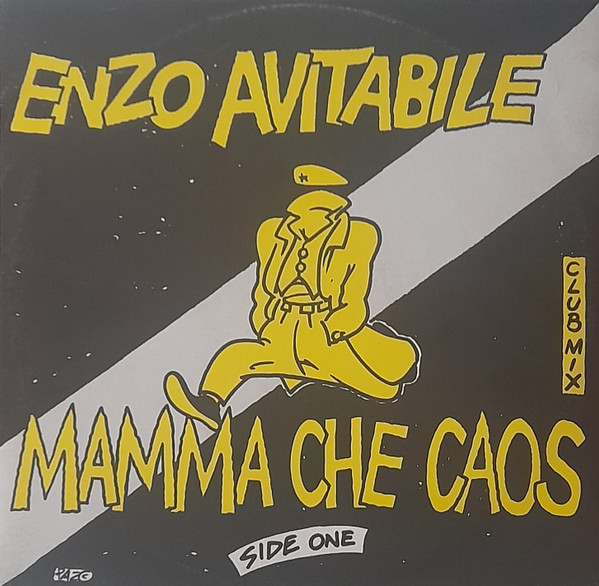 ENZO AVITABILE
CLUB MIX
MAMMA CHE CAOS
SIDE ONE